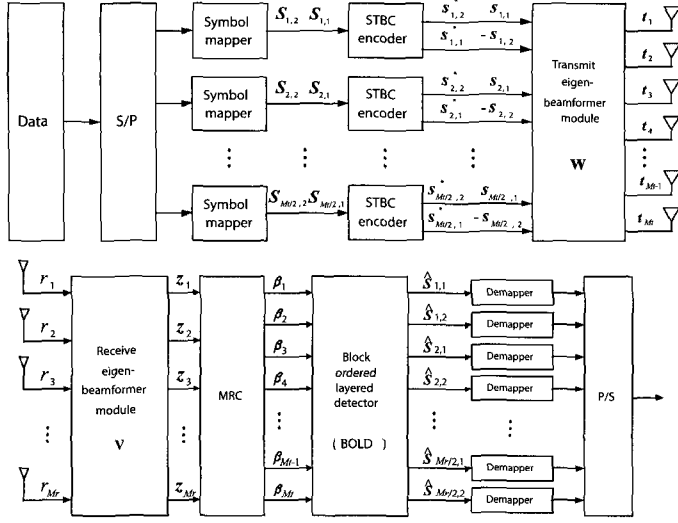 Data
S/P
Symbol mapper
S1,2 S1,1
STBC encoder
s*1,2 s1,1
s*1,1 -s1,2
Symbol mapper
S2,2 S2,1
STBC encoder
s*2,2 s2,1
s*2,1 -s2,2
Symbol mapper
SMt/2,2 SMt/2,1
STBC encoder
s*Mt/2,2 sMt/2,1
s*Mt/2,1 -sMt/2,2
Transmit
eigen-
beamformer
module
W
t1
t2
t3
t4
tMt-1
tMt
r1
r2
r3
rMr
Receive
eigen-
beamformer
module
V
z1
z2
z3
zMr
MRC
β1
β2
β3
β4
βMt-1
βMt
Block
ordered
layered
detector
( BOLD )
ŝ1,1
ŝ1,2
ŝ2,1
ŝ2,2
ŝMr/2,1
ŝMr/2,2
Demapper
Demapper
Demapper
Demapper
Demapper
Demapper
P/S